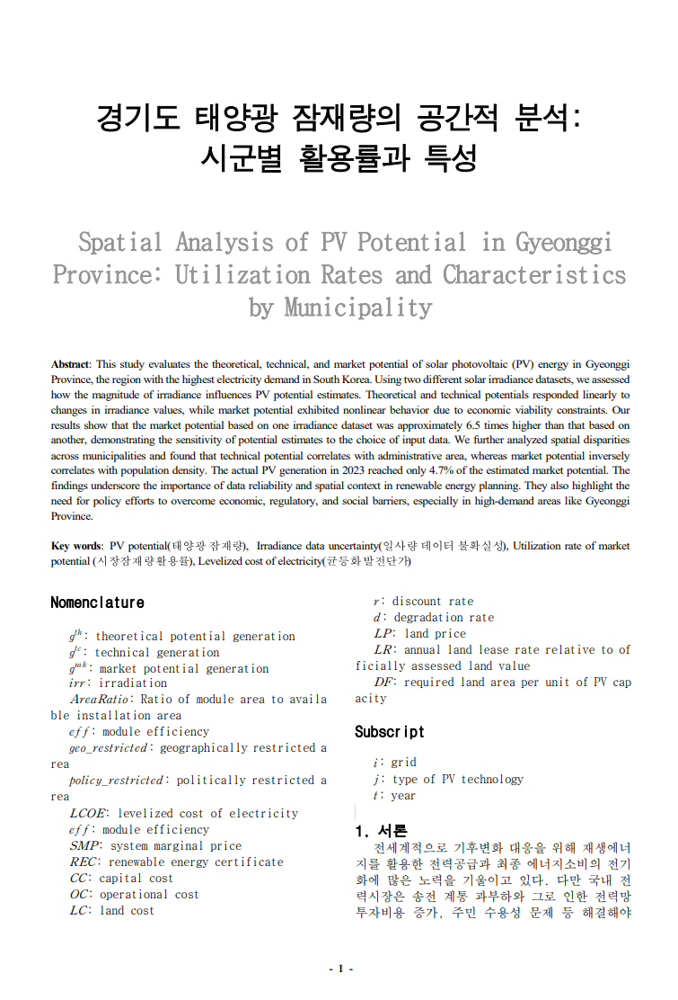 경기도 태양광 잠재량의 공간적 분석:
시군별 활용률과 특성
Spatial Analysis of PV Potential in Gyeonggi
Province: Utilization Rates and Characteristics
by Municipality
Abstract: This study evaluates the theoretical, technical, and market potential of solar photovoltaic (PV) energy in Gyeonggi
Province, the region with the highest electricity demand in South Korea. Using two different solar irradiance datasets, we assessed
how the magnitude of irradiance influences PV potential estimates. Theoretical and technical potentials responded linearly to
changes in irradiance values, while market potential exhibited nonlinear behavior due to economic viability constraints. Our
results show that the market potential based on one irradiance dataset was approximately 6.5 times higher than that based on
another, demonstrating the sensitivity of potential estimates to the choice of input data. We further analyzed spatial disparities
across municipalities and found that technical potential correlates with administrative area, whereas market potential inversely
correlates with population density. The actual PV generation in 2023 reached only 4.7% of the estimated market potential. The
findings underscore the importance of data reliability and spatial context in renewable energy planning. They also highlight the
need for policy efforts to overcome economic, regulatory, and social barriers, especially in high-demand areas like Gyeonggi
Province.
Key words: PV potential(태양광 잠재량), Irradiance data uncertainty(일사량 데이터 불확실성), Utilization rate of market
potential (시장잠재량 활용률), Levelized cost of electricity(균등화 발전단가)
Nomenclature
g^th: theoretical potential generation
g^tc: technical generation
g^mk: market potential generation
irr: irradiation
AreaRatio: Ratio of module area to availa
ble installation area
eff: module efficiency
geo_restricted: geographically restricted a
rea
policy_restricted: politically restricted a
rea
LCOE: levelized cost of electricity
eff: module efficiency
SMP: system marginal price
REC: renewable energy certificate
CC: capital cost
OC: operational cost
LC: land cost
r: discount rate
d: degradation rate
LP: land price
LR: annual land lease rate relative to of
ficially assessed land value
DF: required land area per unit of PV cap
acity
Subscript
i: grid
j: type of PV technology
t: year
1. 서론
전세계적으로 기후변화 대응을 위해 재생에너
지를 활용한 전력공급과 최종 에너지소비의 전기
화에 많은 노력을 기울이고 있다. 다만 국내 전
력시장은 송전 계통 과부하와 그로 인한 전력망
투자비용 증가, 주민 수용성 문제 등 해결해야
- 1 -